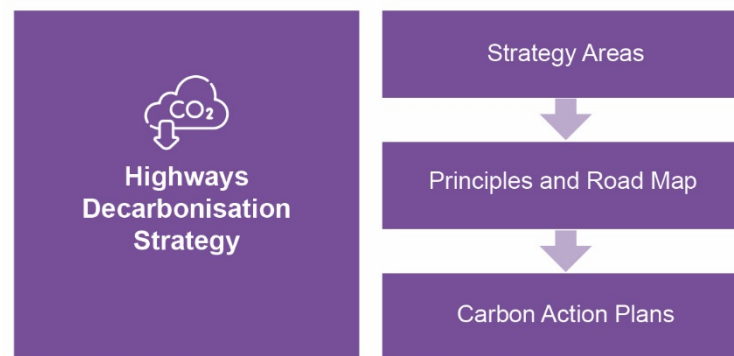 CO₂
Highways
Decarbonisation
Strategy
Strategy Areas
Principles and Road Map
Carbon Action Plans